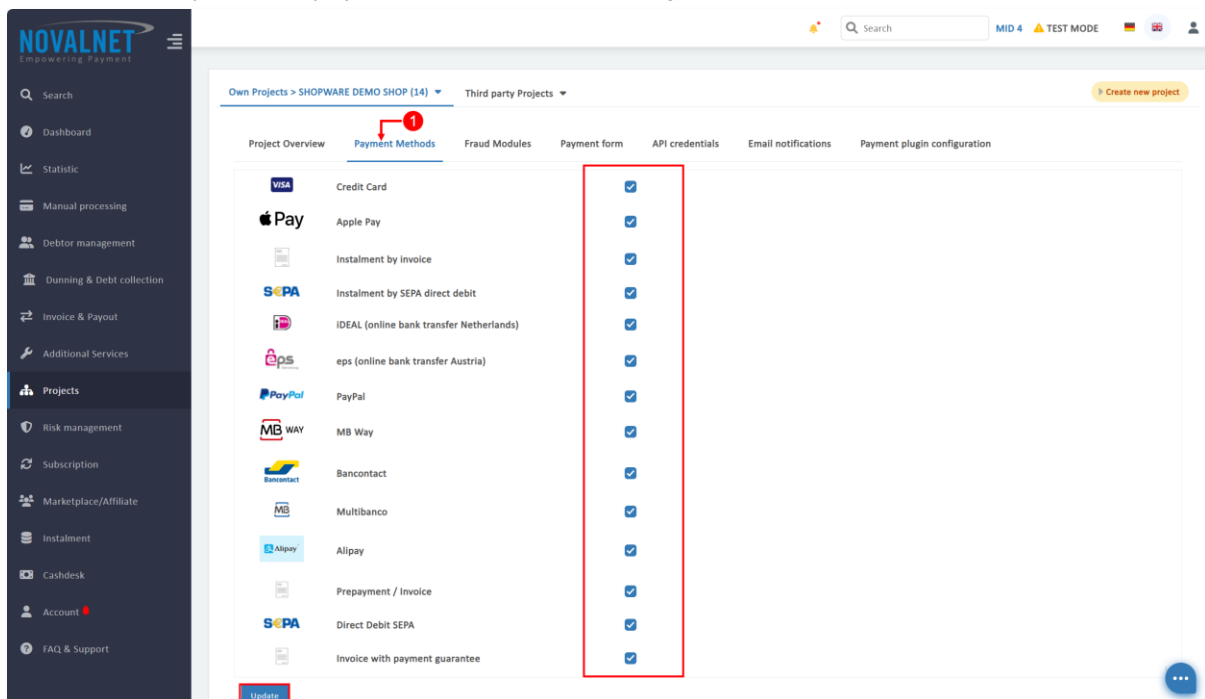 NOVALNET
Empowering Payment
Search
MID 4
TEST MODE
Search
Dashboard
Statistic
Manual processing
Debtor management
Dunning & Debt collection
Invoice & Payout
Additional Services
Projects
Risk management
Subscription
Marketplace/Affiliate
Instalment
Cashdesk
Account
FAQ & Support
Own Projects > SHOPWARE DEMO SHOP (14)
Third party Projects
Create new project
1
Project Overview
Payment Methods
Fraud Modules
Payment form
API credentials
Email notifications
Payment plugin configuration
VISA Credit Card
Pay Apple Pay
Instalment by invoice
S€PA Instalment by SEPA direct debit
iDEAL (online bank transfer Netherlands)
eps eps (online bank transfer Austria)
PayPal PayPal
MB WAY MB Way
Bancontact Bancontact
MB Multibanco
Alipay Alipay
Prepayment / Invoice
S€PA Direct Debit SEPA
Invoice with payment guarantee
Update